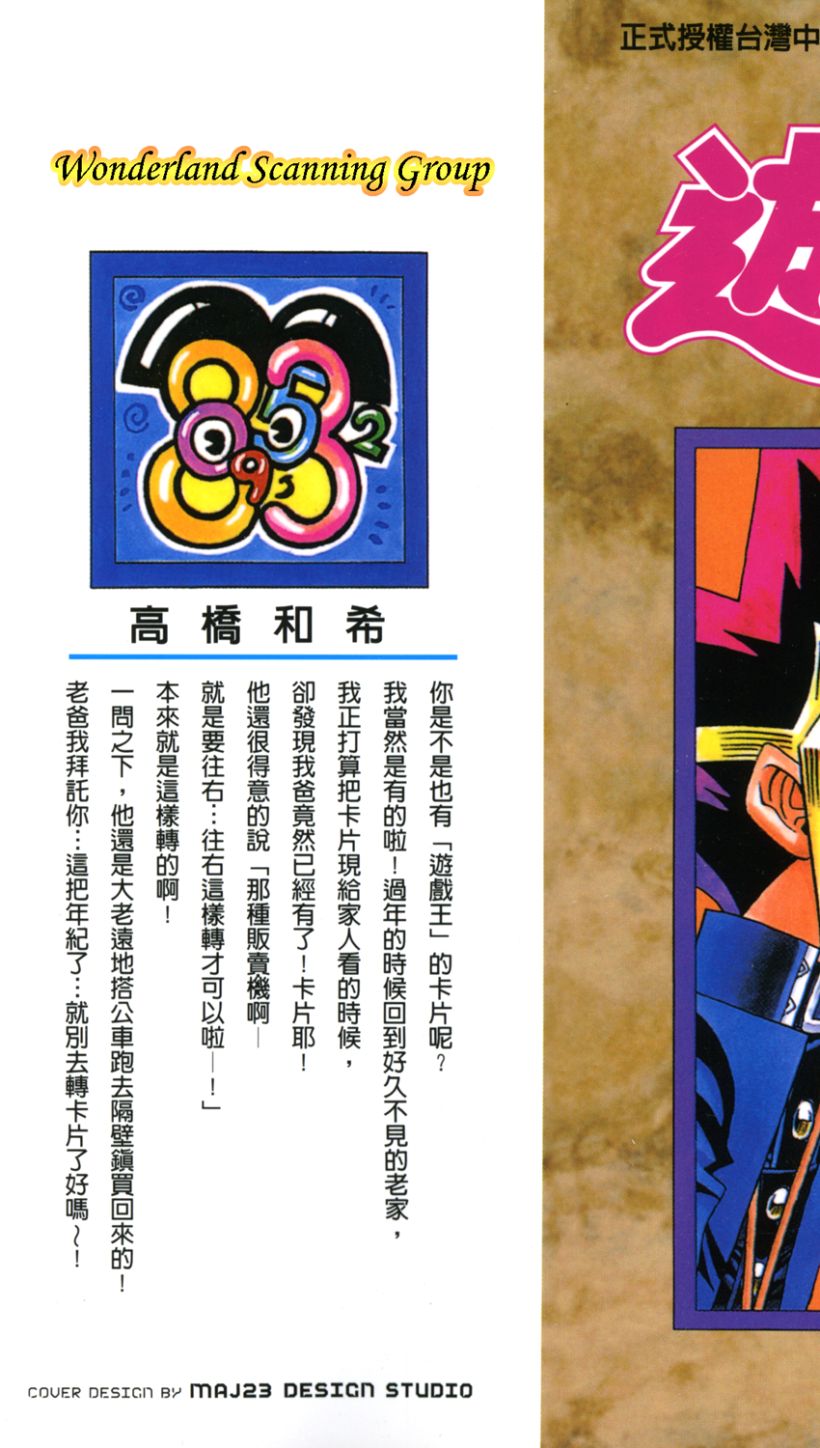 Wonderland Scanning Group
8 5 2
9 3
高橋和希
你是不是也有「遊戲王」的卡片呢？
我當然是有的啦！過年的時候回到好久不見的老家，
我正打算把卡片現給家人看的時候，
卻發現我爸竟然已經有了！卡片耶！
他還很得意的說「那種販賣機啊—
就是要往右…往右這樣轉才可以啦—！」
本來就是這樣轉的啊！
一問之下，他還是大老遠地搭公車跑去隔壁鎮買回來的！
老爸我拜託你…這把年紀了…就別去轉卡片了好嗎～！
COVER DESIGN BY MAJ23 DESIGN STUDIO
正式授權台灣中
遊